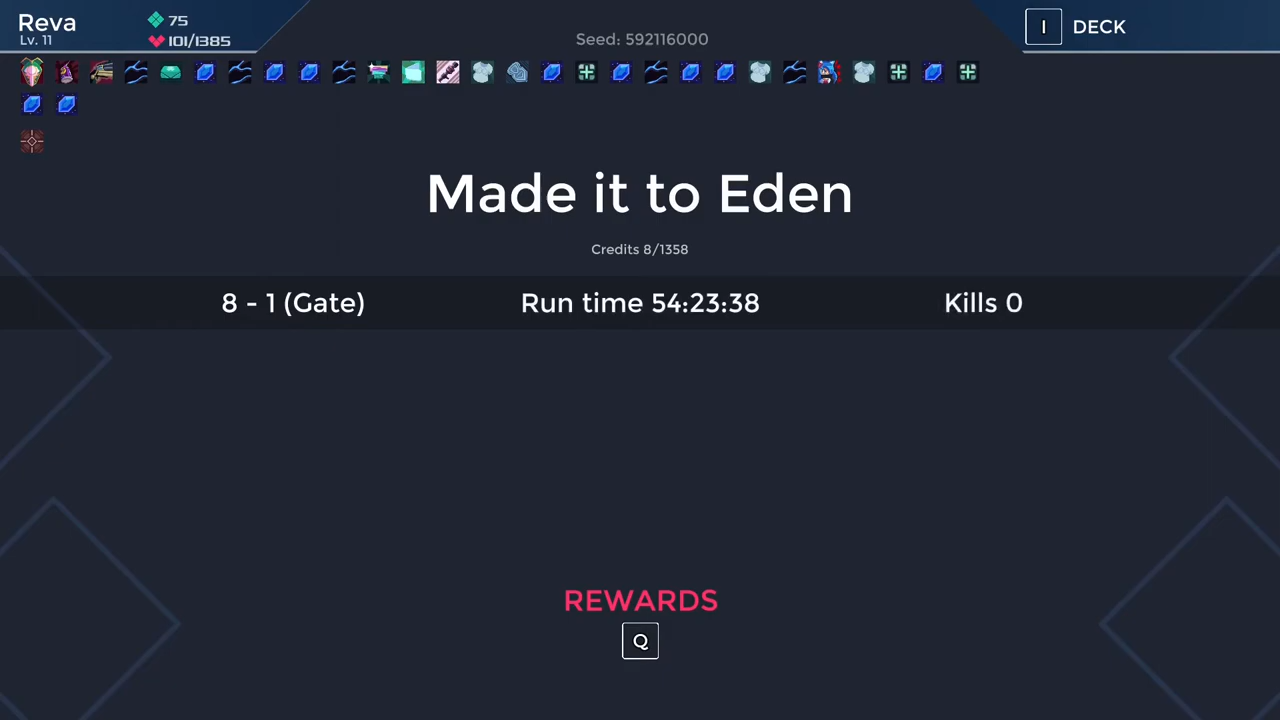 Reva
Lv. 11
75
101/1385
Seed: 592116000
I
DECK
Made it to Eden
Credits 8/1358
8 - 1 (Gate)
Run time 54:23:38
Kills 0
REWARDS
Q